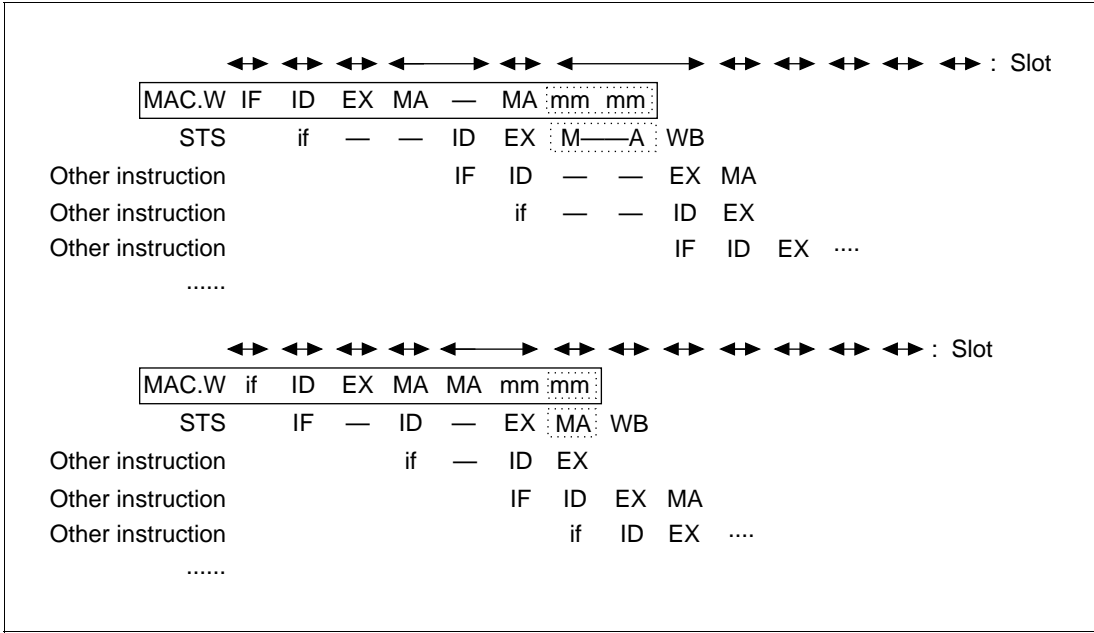 : Slot
MAC.W IF ID EX MA — MA mm mm
STS if — — ID EX M——A WB
Other instruction IF ID — — EX MA
Other instruction if — — ID EX
Other instruction IF ID EX ....
......
: Slot
MAC.W if ID EX MA MA mm mm
STS IF — ID — EX MA WB
Other instruction if — ID EX
Other instruction IF ID EX MA
Other instruction if ID EX ....
......